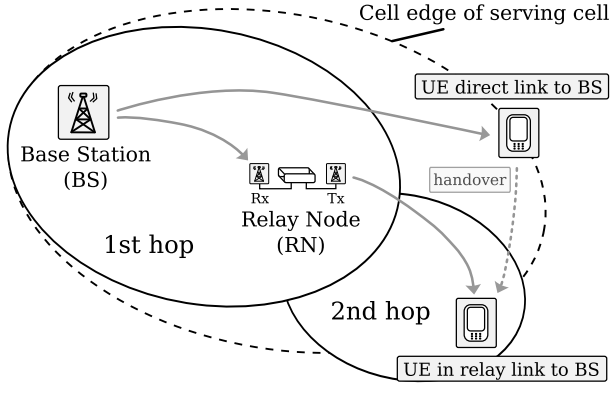 Cell edge of serving cell
UE direct link to BS
Base Station
(BS)
handover
Rx
Tx
Relay Node
(RN)
1st hop
2nd hop
UE in relay link to BS